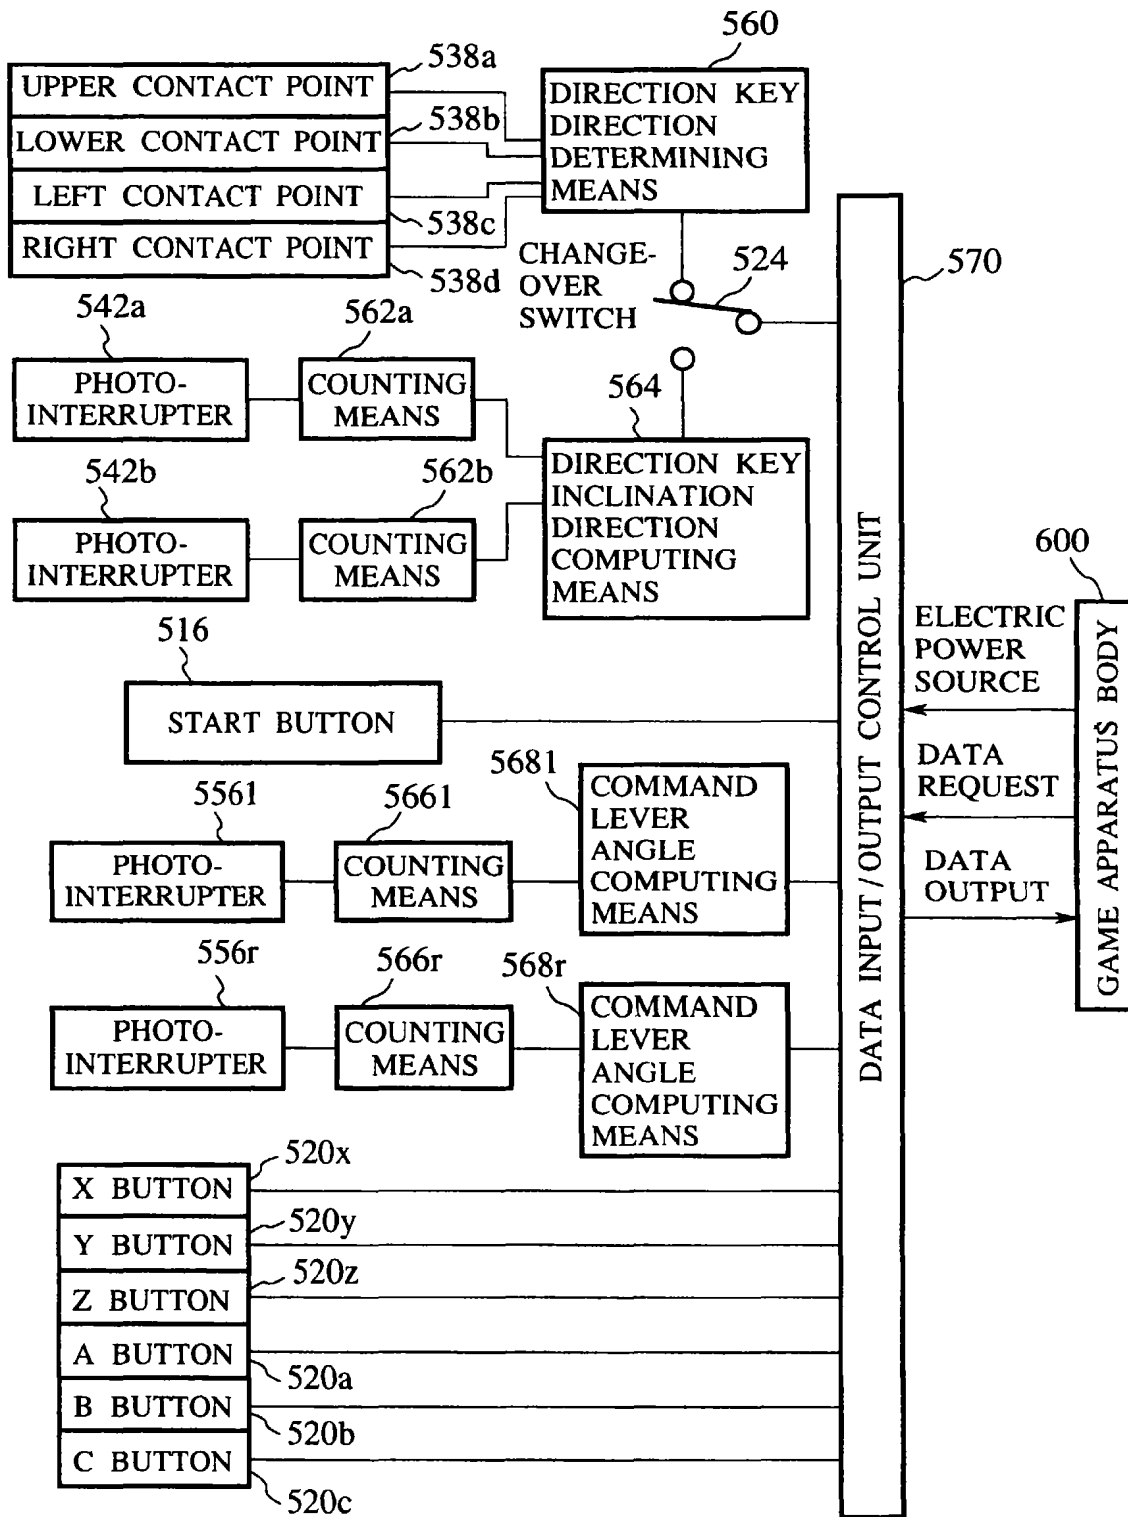 560
538a
UPPER CONTACT POINT
538b
LOWER CONTACT POINT
LEFT CONTACT POINT
538c
RIGHT CONTACT POINT
538d
DIRECTION KEY
DIRECTION
DETERMINING
MEANS
CHANGE-
OVER
SWITCH
524
570
542a
562a
PHOTO-
INTERRUPTER
COUNTING
MEANS
564
542b
562b
PHOTO-
INTERRUPTER
COUNTING
MEANS
DIRECTION KEY
INCLINATION
DIRECTION
COMPUTING
MEANS
516
START BUTTON
5561
5661
5681
PHOTO-
INTERRUPTER
COUNTING
MEANS
COMMAND
LEVER
ANGLE
COMPUTING
MEANS
556r
566r
568r
PHOTO-
INTERRUPTER
COUNTING
MEANS
COMMAND
LEVER
ANGLE
COMPUTING
MEANS
520x
X BUTTON
520y
Y BUTTON
520z
Z BUTTON
A BUTTON
520a
B BUTTON
520b
C BUTTON
520c
DATA INPUT/OUTPUT CONTROL UNIT
600
ELECTRIC
POWER
SOURCE
DATA
REQUEST
DATA
OUTPUT
GAME APPARATUS BODY